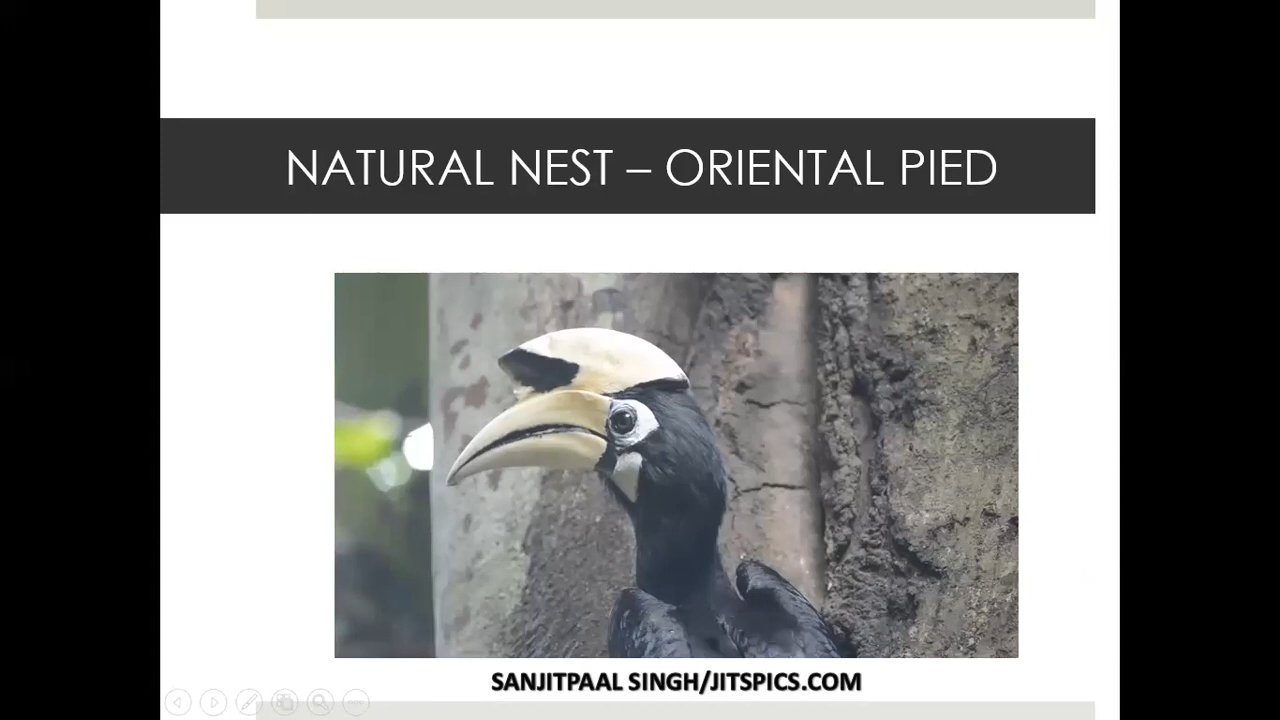 NATURAL NEST – ORIENTAL PIED
SANJITPAAL SINGH/JITSPICS.COM